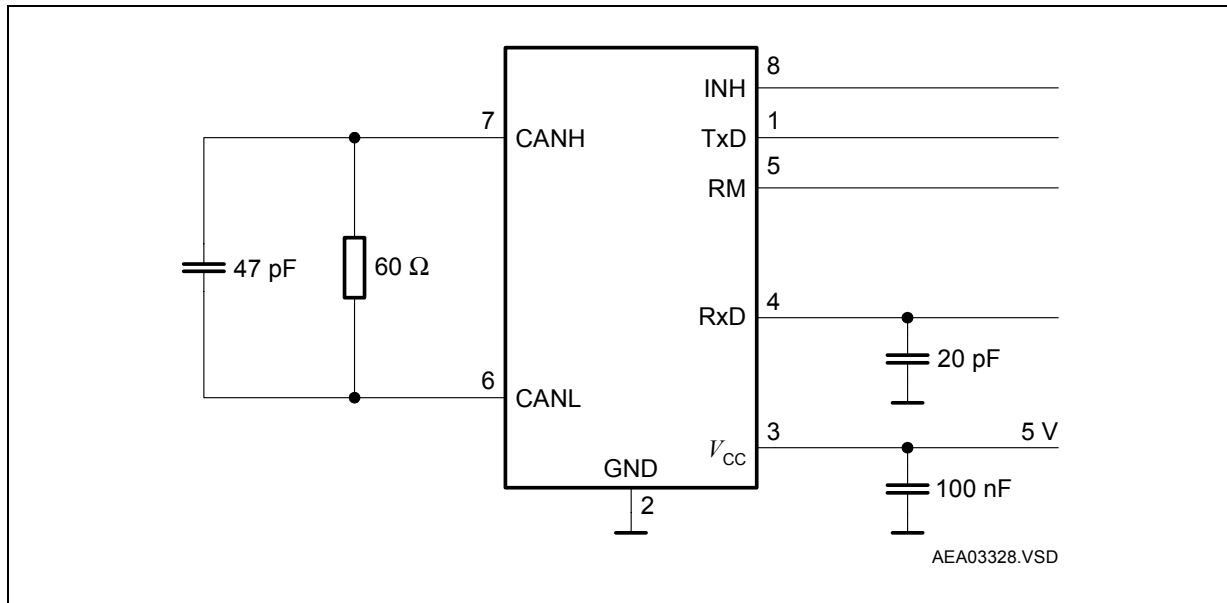 8
INH
1
7
CANH
TxD
5
RM
47 pF
60 Ω
4
RxD
20 pF
6
CANL
3
5 V
VCC
GND
100 nF
2
AEA03328.VSD